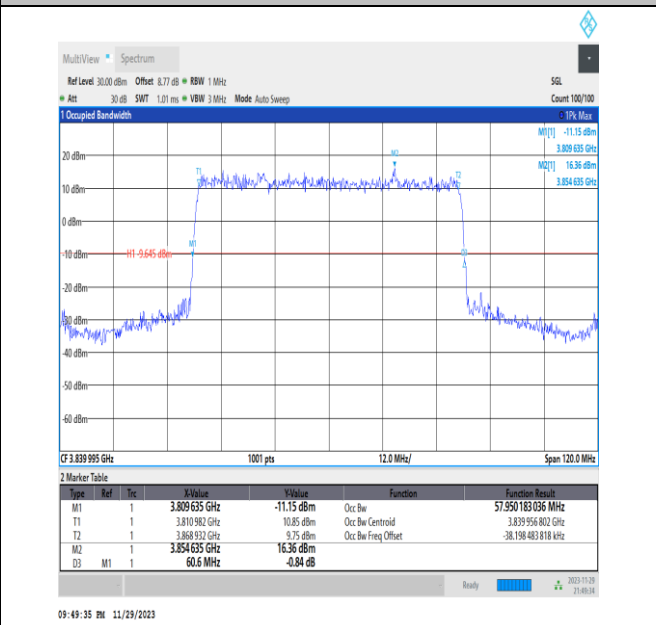 MultiView Spectrum
Ref Level 30.00 dBm Offset 8.77 dB RBW 1 MHz SGL
Att 30 dB SWT 1.01 ms VBW 3 MHz Mode Auto Sweep Count 100/100
1 Occupied Bandwidth 1Pk Max
M1[1] -11.15 dBm
3.809 635 GHz
M2[1] 16.36 dBm
3.854 635 GHz
M2
20 dBm
T1
T2
10 dBm
0 dBm
M1
D3
-10 dBm
H1 -9.645 dBm
-20 dBm
-30 dBm
-40 dBm
-50 dBm
-60 dBm
CF 3.839 995 GHz 1001 pts 12.0 MHz/ Span 120.0 MHz
2 Marker Table
Type Ref Trc X-Value Y-Value Function Function Result
M1 1 3.809 635 GHz -11.15 dBm Occ Bw 57.950 183 036 MHz
T1 1 3.810 982 GHz 10.85 dBm Occ Bw Centroid 3.839 956 802 GHz
T2 1 3.868 932 GHz 9.75 dBm Occ Bw Freq Offset -38.198 483 818 kHz
M2 1 3.854 635 GHz 16.36 dBm
D3 M1 1 60.6 MHz -0.84 dB
Ready 2023-11-29
21:49:34
09:49:35 PM 11/29/2023